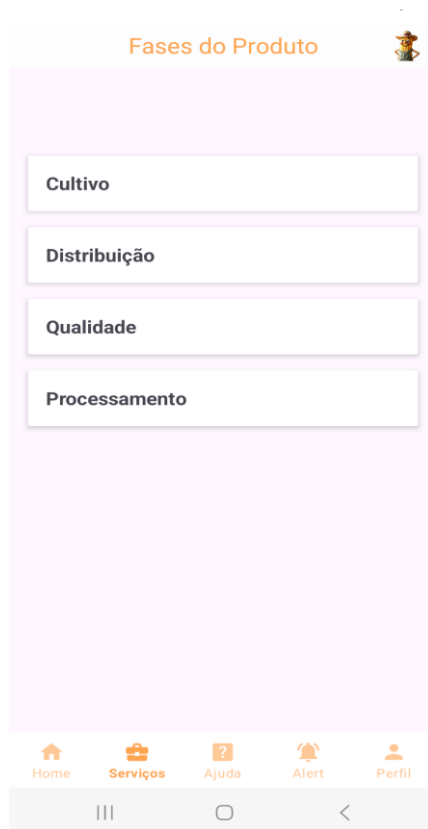 Fases do Produto
Cultivo
Distribuição
Qualidade
Processamento
Home Serviços Ajuda Alert Perfil